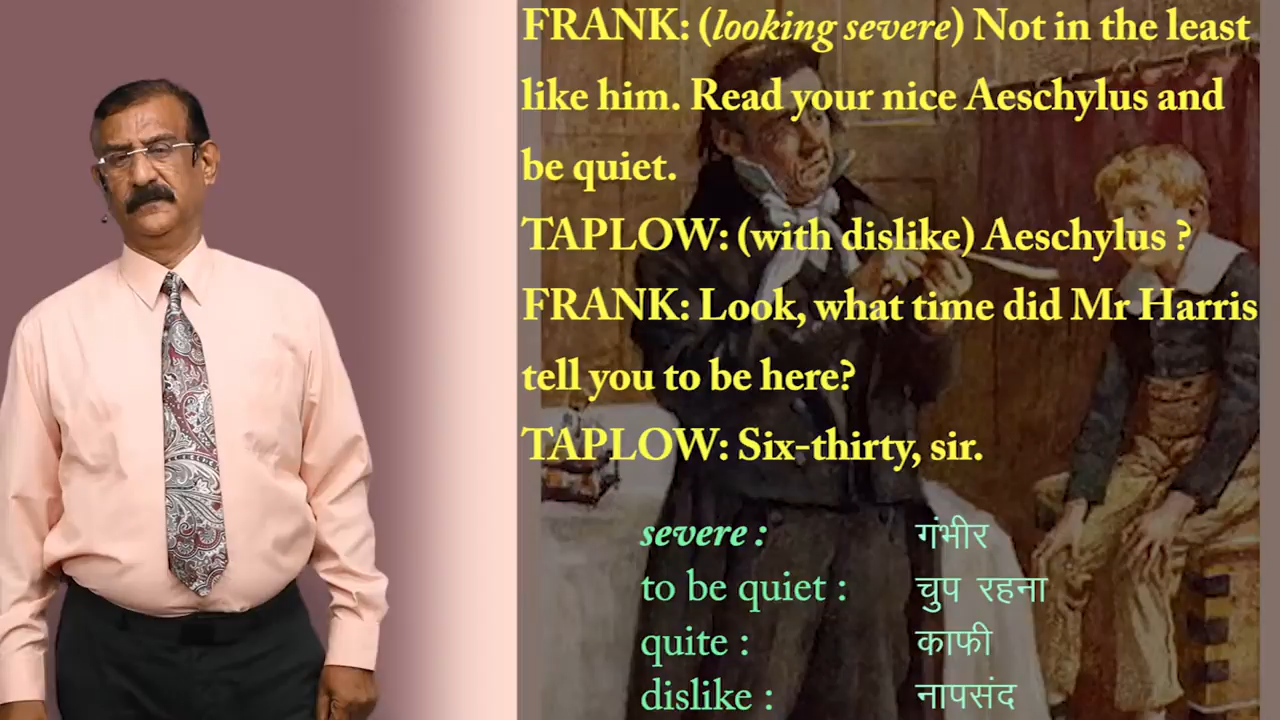 FRANK: (looking severe) Not in the least
like him. Read your nice Aeschylus and
be quiet.
TAPLOW: (with dislike) Aeschylus ?
FRANK: Look, what time did Mr Harris
tell you to be here?
TAPLOW: Six-thirty, sir.
severe : गंभीर
to be quiet : चुप रहना
quite : काफी
dislike : नापसंद